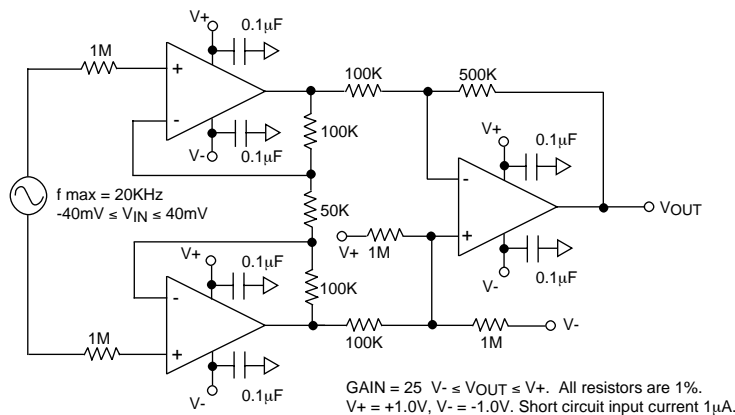 V+
0.1µF
1M
+
-
100K
500K
V-
0.1µF
100K
V+
0.1µF
-
+
VOUT
f max = 20KHz
-40mV ≤ VIN ≤ 40mV
50K
V+
1M
V+
0.1µF
V-
0.1µF
-
+
100K
1M
100K
1M
V-
V-
0.1µF
GAIN = 25 V- ≤ VOUT ≤ V+. All resistors are 1%.
V+ = +1.0V, V- = -1.0V. Short circuit input current 1µA.